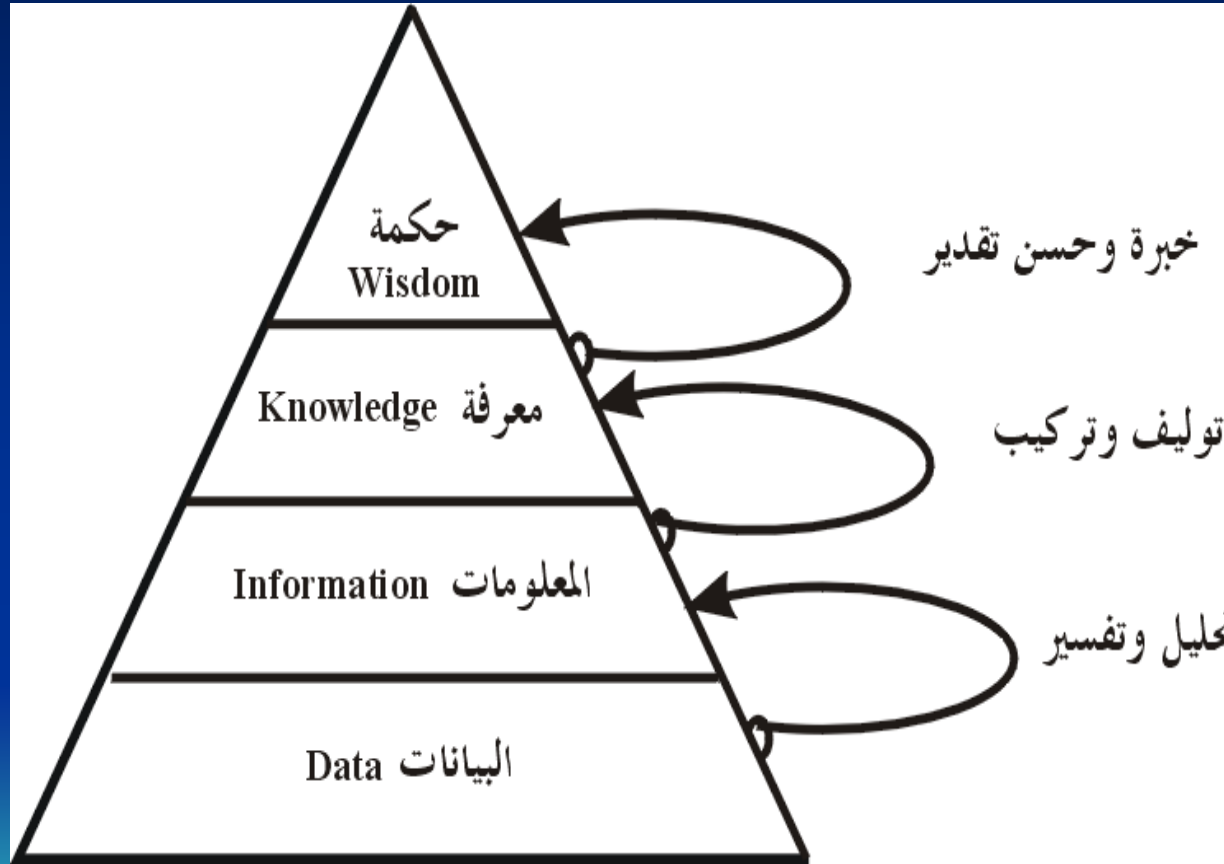 حكمة
Wisdom
خبرة وحسن تقدير
معرفة Knowledge
توليف وتركيب
المعلومات Information
وتفسير
البيانات Data